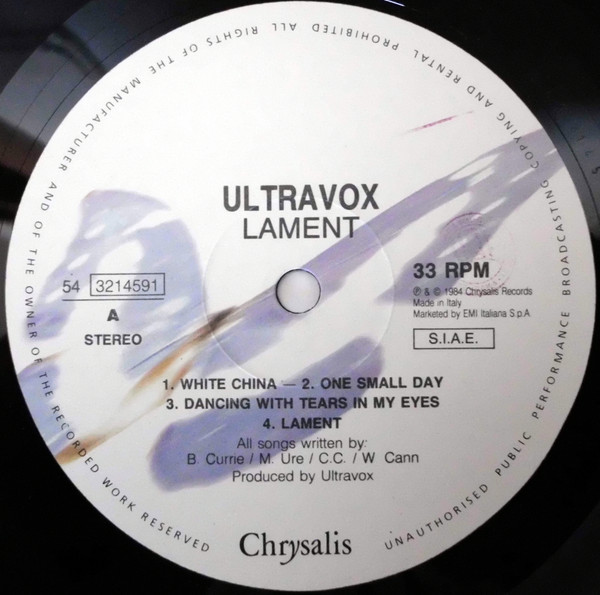 ALL RIGHTS OF THE MANUFACTURER AND OF THE OWNER OF THE RECORDED WORK RESERVED
UNAUTHORISED PUBLIC PERFORMANCE BROADCASTING COPYING AND RENTAL PROHIBITED
ULTRAVOX
LAMENT
54 3214591
A
STEREO
33 RPM
℗ & © 1984 Chrysalis Records
Made in Italy
Marketed by EMI Italiana S.p.A.
S.I.A.E.
1. WHITE CHINA — 2. ONE SMALL DAY
3. DANCING WITH TEARS IN MY EYES
4. LAMENT
All songs written by:
B. Currie / M. Ure / C.C. / W. Cann
Produced by Ultravox
Chrysalis